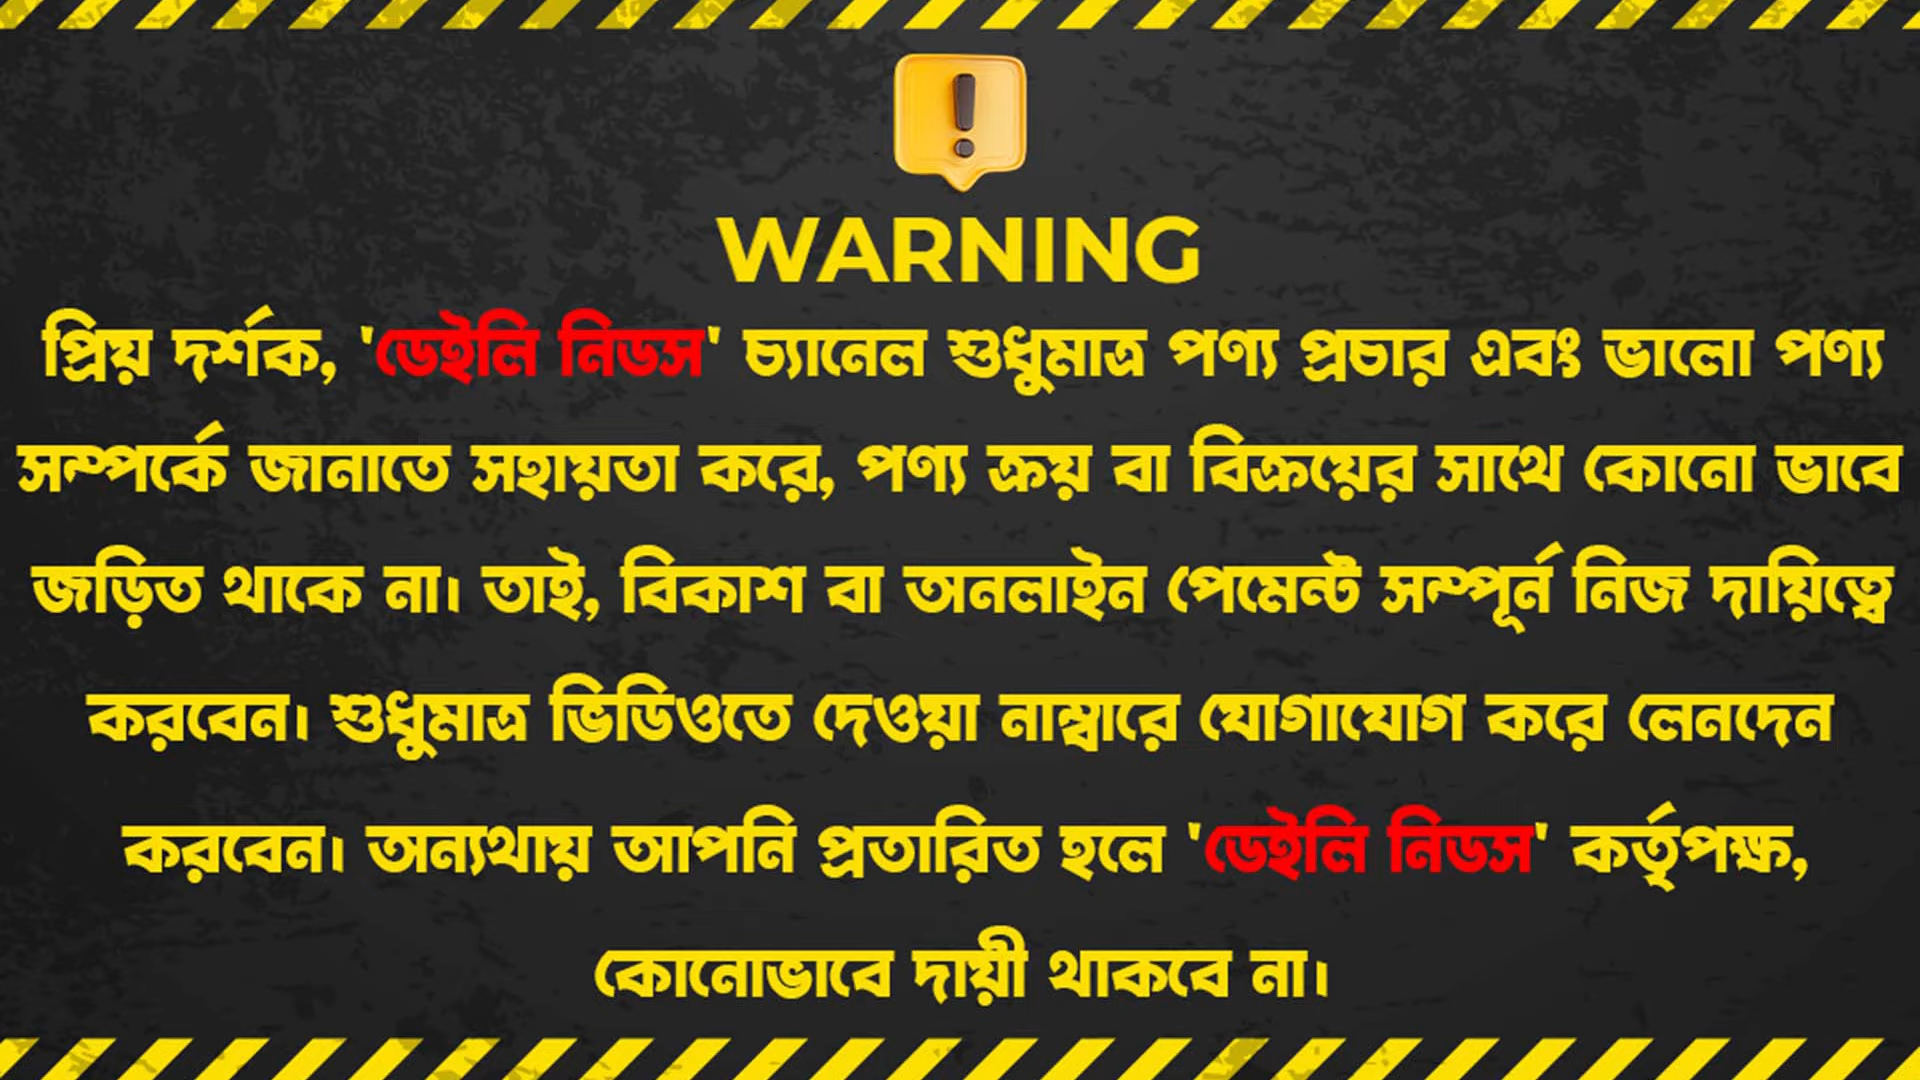 WARNING
প্রিয় দর্শক, 'ডেইলি নিডস' চ্যানেল শুধুমাত্র পণ্য প্রচার এবং ভালো পণ্য
সম্পর্কে জানাতে সহায়তা করে, পণ্য ক্রয় বা বিক্রয়ের সাথে কোনো ভাবে
জড়িত থাকে না। তাই, বিকাশ বা অনলাইন পেমেন্ট সম্পূর্ন নিজ দায়িত্বে
করবেন। শুধুমাত্র ভিডিওতে দেওয়া নাম্বারে যোগাযোগ করে লেনদেন
করবেন। অন্যথায় আপনি প্রতারিত হলে 'ডেইলি নিডস' কর্তৃপক্ষ,
কোনোভাবে দায়ী থাকবে না।